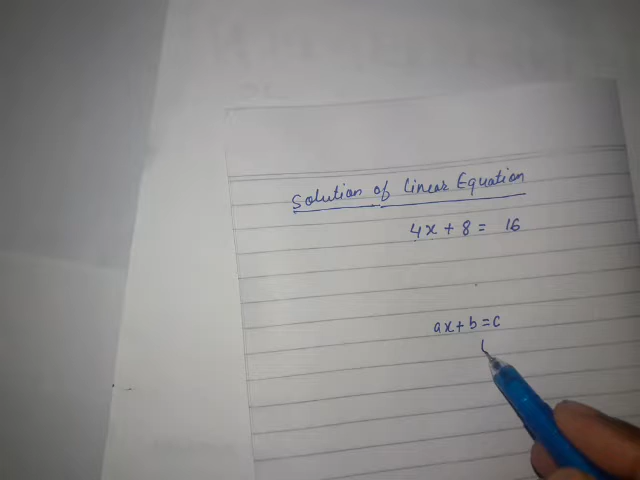 Solution of Linear Equation
4x + 8 = 16
ax + b = c